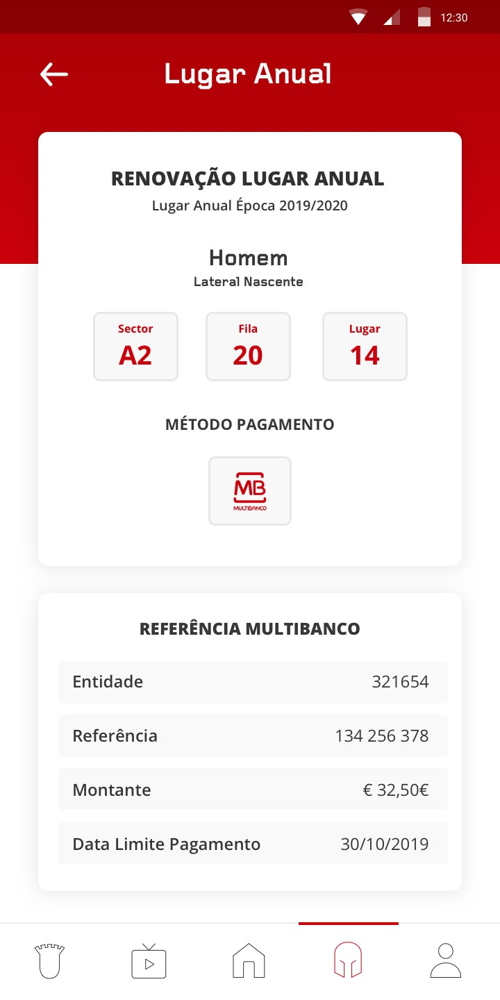 12:30
Lugar Anual
RENOVAÇÃO LUGAR ANUAL
Lugar Anual Época 2019/2020
Homem
Lateral Nascente
Sector Fila Lugar
A2 20 14
MÉTODO PAGAMENTO
MB
MULTIBANCO
REFERÊNCIA MULTIBANCO
Entidade 321654
Referência 134 256 378
Montante € 32,50€
Data Limite Pagamento 30/10/2019